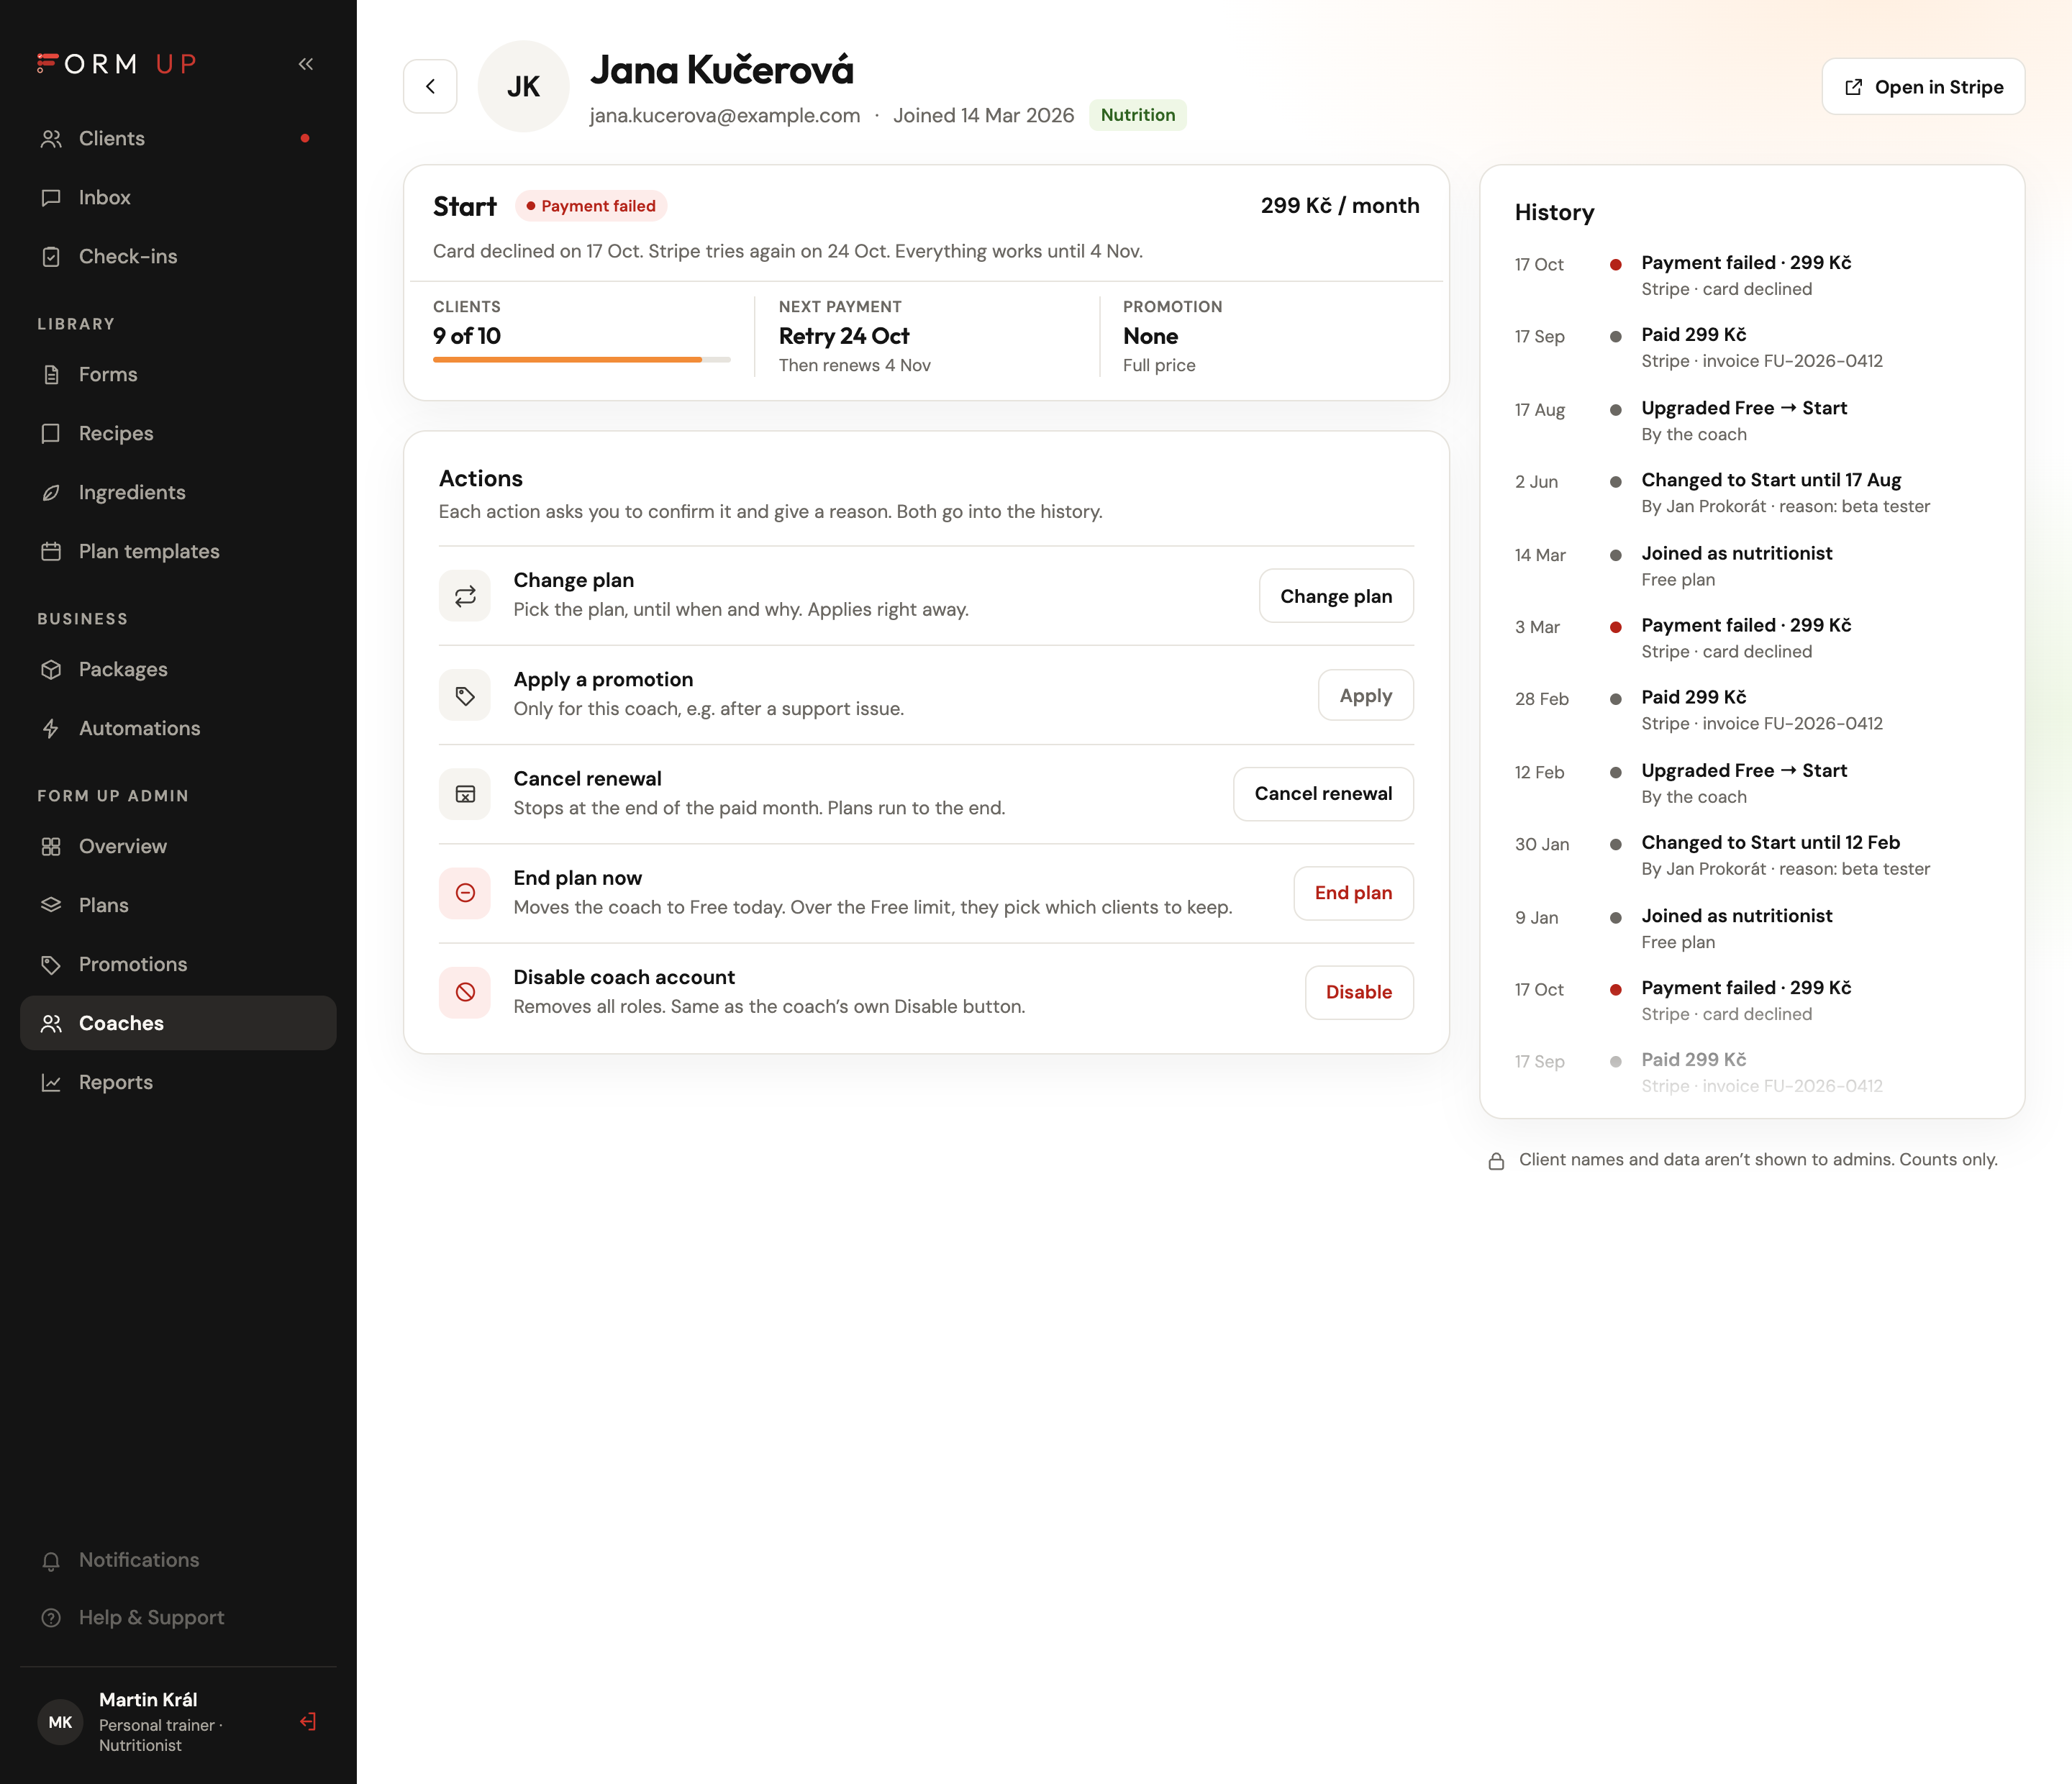 FORM UP
Clients
Inbox
Check-ins
LIBRARY
Forms
Recipes
Ingredients
Plan templates
BUSINESS
Packages
Automations
FORM UP ADMIN
Overview
Plans
Promotions
Coaches
Reports
Notifications
Help & Support
MK
Martin Král
Personal trainer ·
Nutritionist
JK
Jana Kučerová
jana.kucerova@example.com · Joined 14 Mar 2026 Nutrition
Open in Stripe
Start Payment failed 299 Kč / month
Card declined on 17 Oct. Stripe tries again on 24 Oct. Everything works until 4 Nov.
CLIENTS
9 of 10
NEXT PAYMENT
Retry 24 Oct
Then renews 4 Nov
PROMOTION
None
Full price
Actions
Each action asks you to confirm it and give a reason. Both go into the history.
Change plan
Pick the plan, until when and why. Applies right away.
Change plan
Apply a promotion
Only for this coach, e.g. after a support issue.
Apply
Cancel renewal
Stops at the end of the paid month. Plans run to the end.
Cancel renewal
End plan now
Moves the coach to Free today. Over the Free limit, they pick which clients to keep.
End plan
Disable coach account
Removes all roles. Same as the coach’s own Disable button.
Disable
History
17 Oct Payment failed · 299 Kč
Stripe · card declined
17 Sep Paid 299 Kč
Stripe · invoice FU-2026-0412
17 Aug Upgraded Free → Start
By the coach
2 Jun Changed to Start until 17 Aug
By Jan Prokorát · reason: beta tester
14 Mar Joined as nutritionist
Free plan
3 Mar Payment failed · 299 Kč
Stripe · card declined
28 Feb Paid 299 Kč
Stripe · invoice FU-2026-0412
12 Feb Upgraded Free → Start
By the coach
30 Jan Changed to Start until 12 Feb
By Jan Prokorát · reason: beta tester
9 Jan Joined as nutritionist
Free plan
17 Oct Payment failed · 299 Kč
Stripe · card declined
17 Sep Paid 299 Kč
Stripe · invoice FU-2026-0412
Client names and data aren’t shown to admins. Counts only.